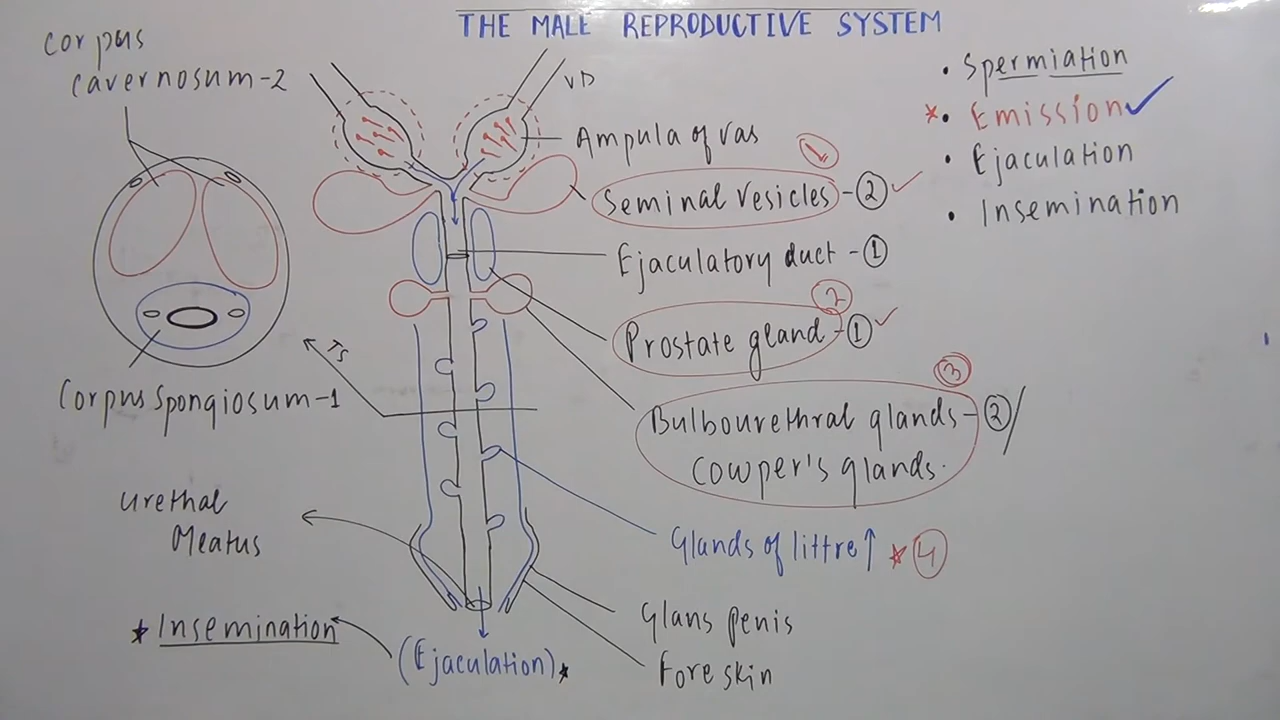 THE MALE REPRODUCTIVE SYSTEM
Corpus
Cavernosum-2
VD
Ampula of vas
1
Seminal Vesicles-2
Ejaculatory duct-1
2
Prostate gland-1
3
Bulbourethral glands-2/
Cowper's glands.
Glands of littre↑ * 4
Glans penis
Foreskin
• Spermiation
*• Emission✓
• Ejaculation
• Insemination
TS
Corpus Spongiosum-1
Urethal
Meatus
* Insemination
(Ejaculation)*